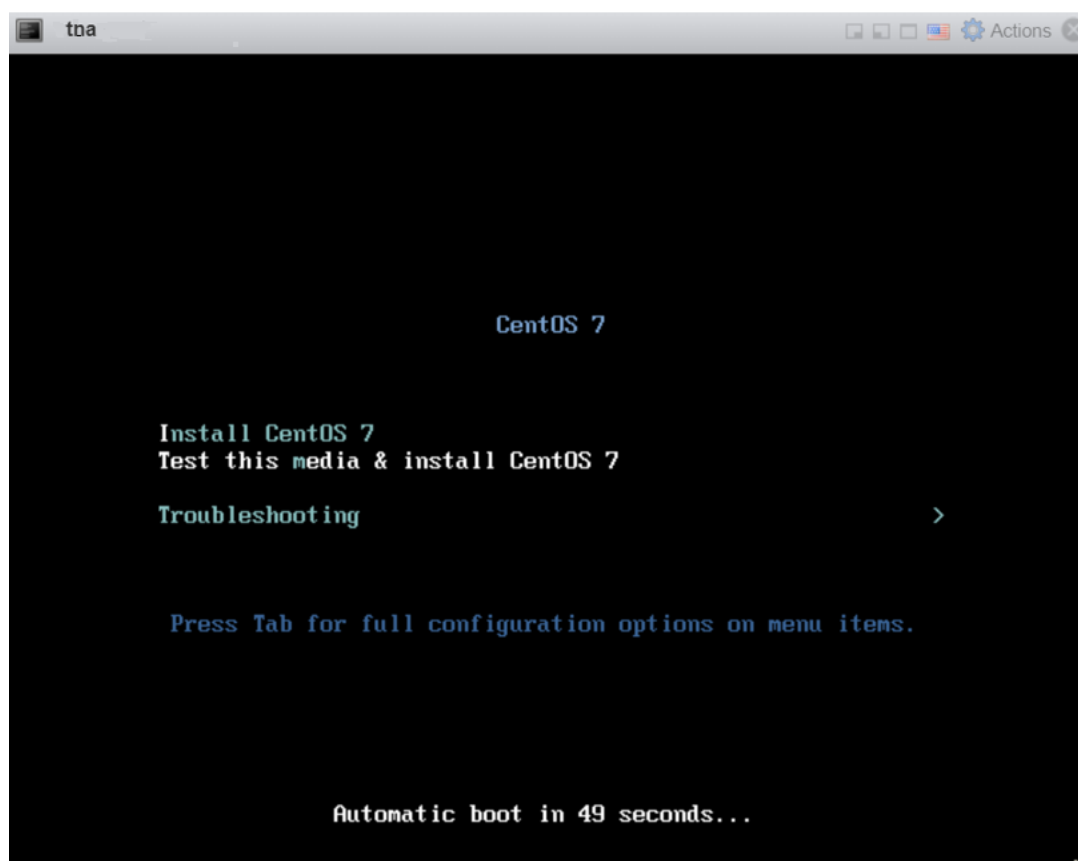 tna
Actions
CentOS 7
Install CentOS 7
Test this media & install CentOS 7
Troubleshooting >
Press Tab for full configuration options on menu items.
Automatic boot in 49 seconds...